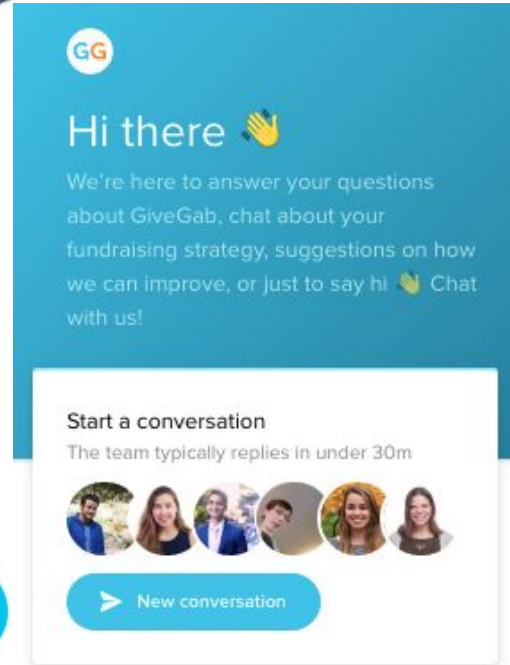 GG
Hi there 👋
We're here to answer your questions
about GiveGab, chat about your
fundraising strategy, suggestions on how
we can improve, or just to say hi 👋 Chat
with us!
Start a conversation
The team typically replies in under 30m
New conversation